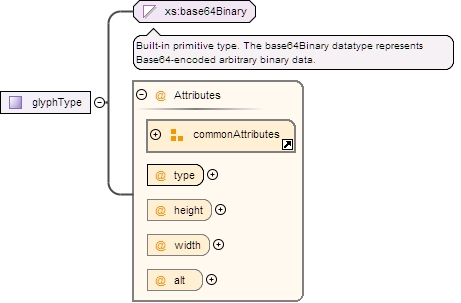 xs:base64Binary
Built-in primitive type. The base64Binary datatype represents
Base64-encoded arbitrary binary data.
glyphType
@ Attributes
commonAttributes
@ type
@ height
@ width
@ alt